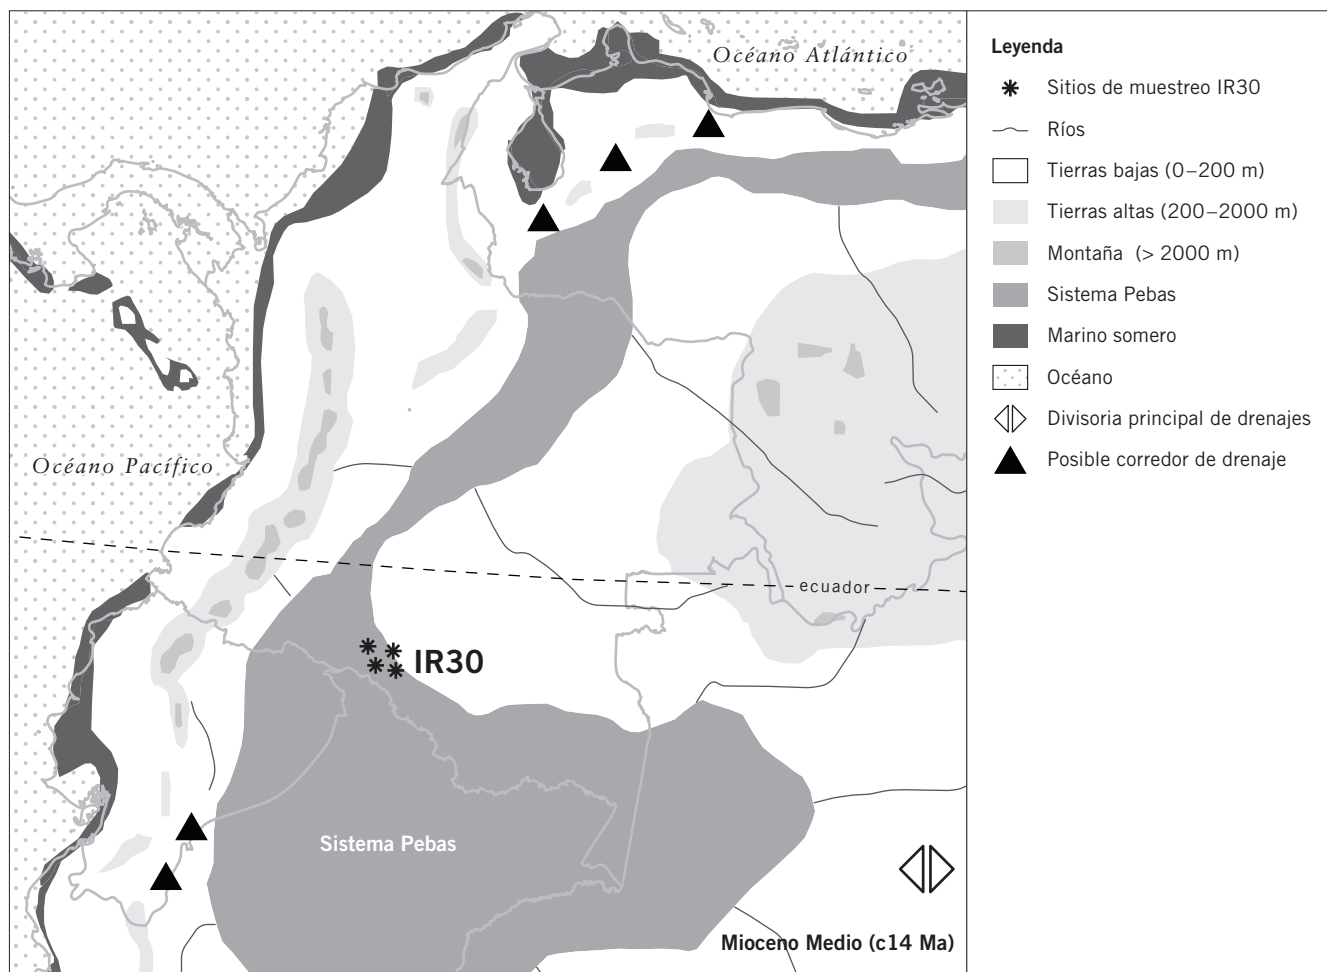 Océano Atlántico
Océano Pacífico
ecuador
IR30
Sistema Pebas
Mioceno Medio (c14 Ma)
Leyenda
Sitios de muestreo IR30
Ríos
Tierras bajas (0–200 m)
Tierras altas (200–2000 m)
Montaña (> 2000 m)
Sistema Pebas
Marino somero
Océano
Divisoria principal de drenajes
Posible corredor de drenaje